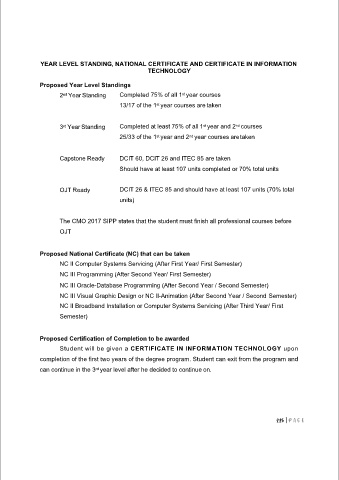 YEAR LEVEL STANDING, NATIONAL CERTIFICATE AND CERTIFICATE IN INFORMATION
TECHNOLOGY
Proposed Year Level Standings
2nd Year Standing Completed 75% of all 1st year courses
13/17 of the 1st year courses are taken
3rd Year Standing Completed at least 75% of all 1st year and 2nd courses
25/33 of the 1st year and 2nd year courses are taken
Capstone Ready DCIT 60, DCIT 26 and ITEC 85 are taken
Should have at least 107 units completed or 70% total units
OJT Ready DCIT 26 & ITEC 85 and should have at least 107 units (70% total
units)
The CMO 2017 SIPP states that the student must finish all professional courses before
OJT
Proposed National Certificate (NC) that can be taken
NC II Computer Systems Servicing (After First Year/ First Semester)
NC III Programming (After Second Year/ First Semester)
NC III Oracle-Database Programming (After Second Year / Second Semester)
NC III Visual Graphic Design or NC II-Animation (After Second Year / Second Semester)
NC II Broadband Installation or Computer Systems Servicing (After Third Year/ First
Semester)
Proposed Certification of Completion to be awarded
Student will be given a CERTIFICATE IN INFORMATION TECHNOLOGY upon
completion of the first two years of the degree program. Student can exit from the program and
can continue in the 3rd year level after he decided to continue on.
| P A G E